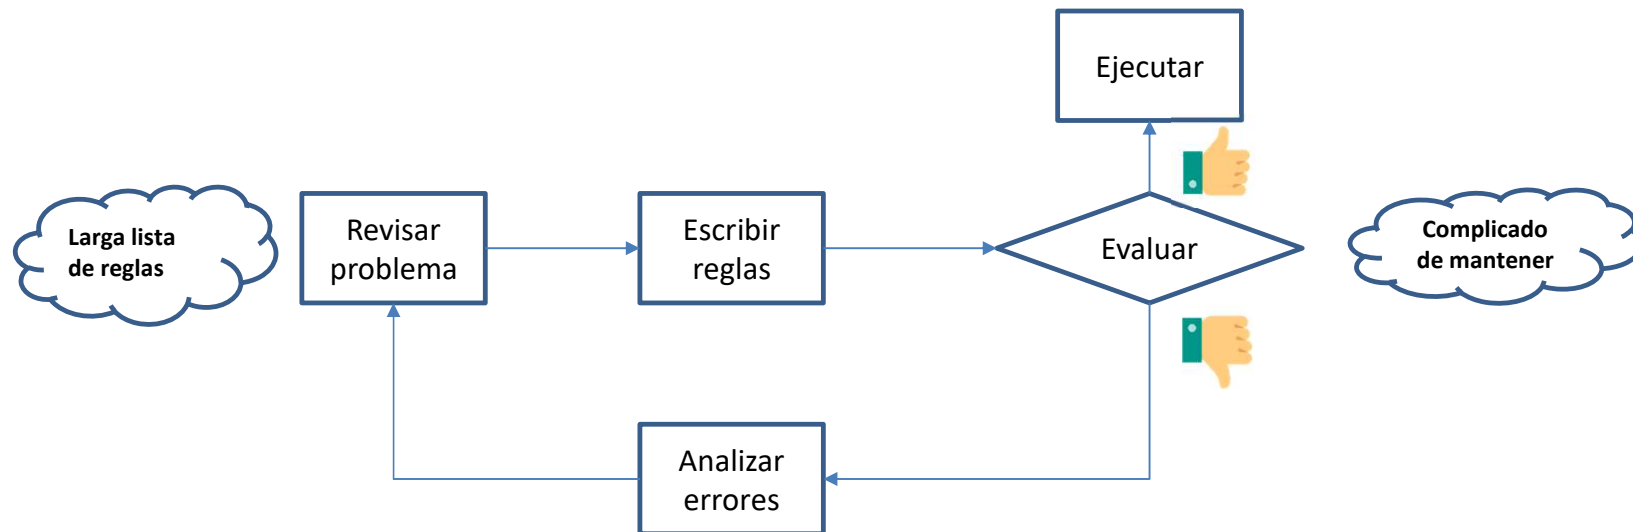 Ejecutar
Larga lista
de reglas
Revisar
problema
Escribir
reglas
Evaluar
Complicado
de mantener
Analizar
errores